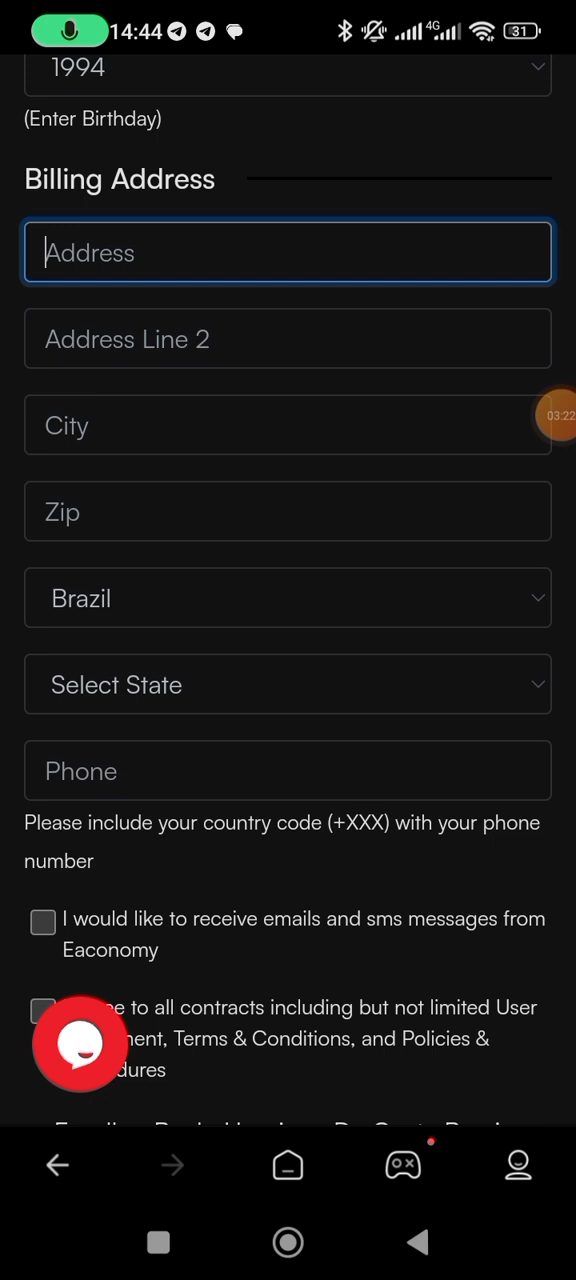 14:44
4G
31
1994
(Enter Birthday)
Billing Address
Address
Address Line 2
City
03:22
Zip
Brazil
Select State
Phone
Please include your country code (+XXX) with your phone
number
I would like to receive emails and sms messages from
Eaconomy
to all contracts including but not limited User
Terms & Conditions, and Policies &